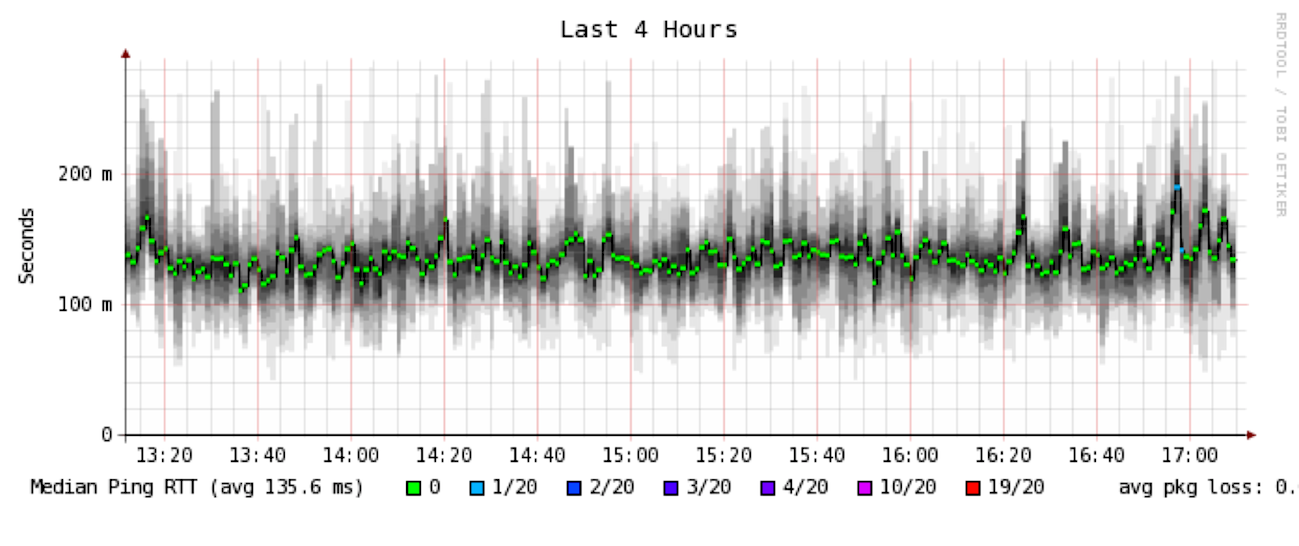 Last 4 Hours
RRDTOOL / TOBI OETIKER
Seconds
200 m
100 m
0
13:20 13:40 14:00 14:20 14:40 15:00 15:20 15:40 16:00 16:20 16:40 17:00
Median Ping RTT (avg 135.6 ms) 0 1/20 2/20 3/20 4/20 10/20 19/20 avg pkg loss: 0.